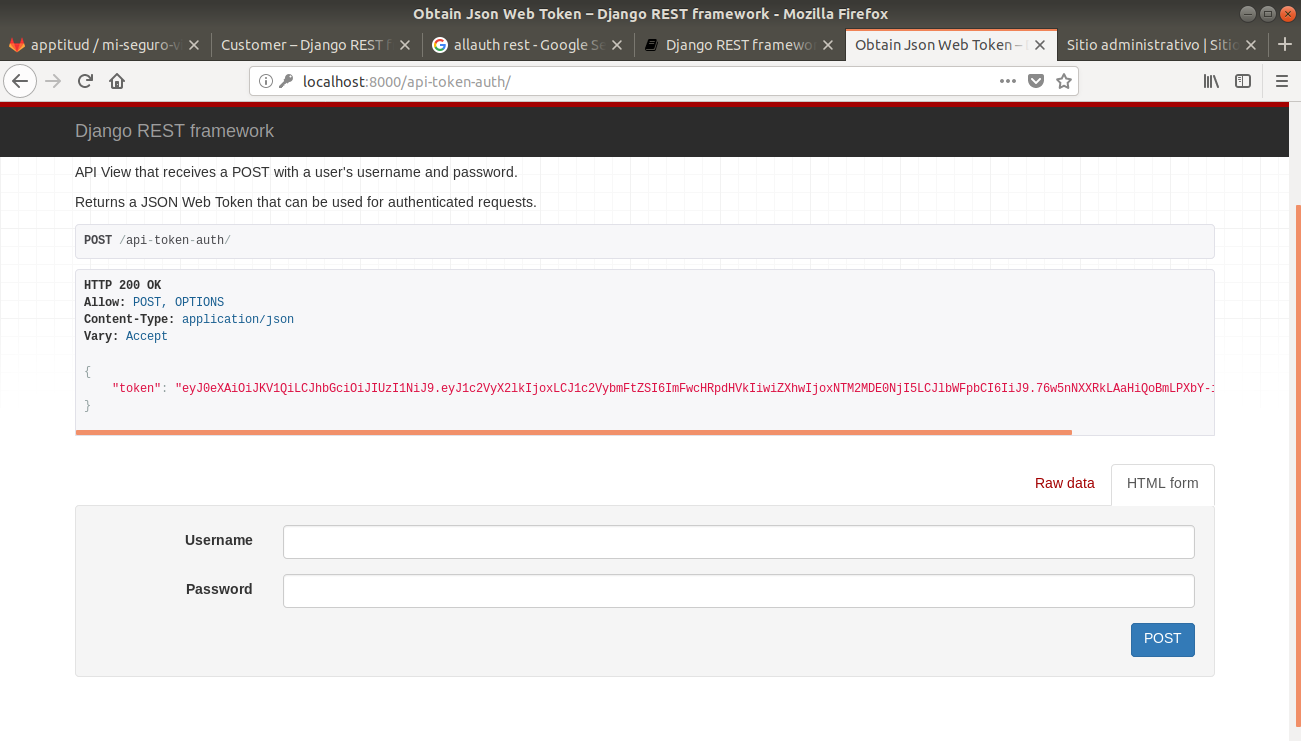 Obtain Json Web Token – Django REST framework - Mozilla Firefox
apptitud / mi-seguro-v
Customer – Django REST f
allauth rest - Google Se
Django REST framewo
Obtain Json Web Token –
Sitio administrativo | Sitio
localhost:8000/api-token-auth/
Django REST framework
API View that receives a POST with a user's username and password.
Returns a JSON Web Token that can be used for authenticated requests.
POST /api-token-auth/
HTTP 200 OK
Allow: POST, OPTIONS
Content-Type: application/json
Vary: Accept
{
"token": "eyJ0eXAiOiJKV1QiLCJhbGciOiJIUzI1NiJ9.eyJ1c2VyX2lkIjoxLCJ1c2VybmFtZSI6ImFwcHRpdHVkIiwiZXhwIjoxNTM2MDE0NjI5LCJlbWFpbCI6IiJ9.76w5nNXXRkLAaHiQoBmLPXbY-i
}
Raw data
HTML form
Username
Password
POST